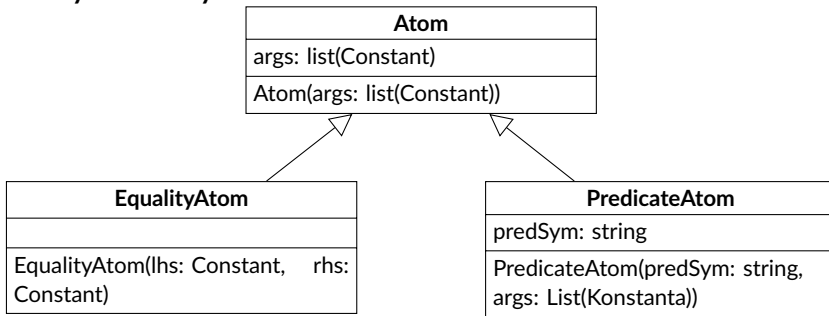 Atom
args: list(Constant)
Atom(args: list(Constant))
EqualityAtom
EqualityAtom(lhs: Constant, rhs:
Constant)
PredicateAtom
predSym: string
PredicateAtom(predSym: string,
args: List(Konstanta))